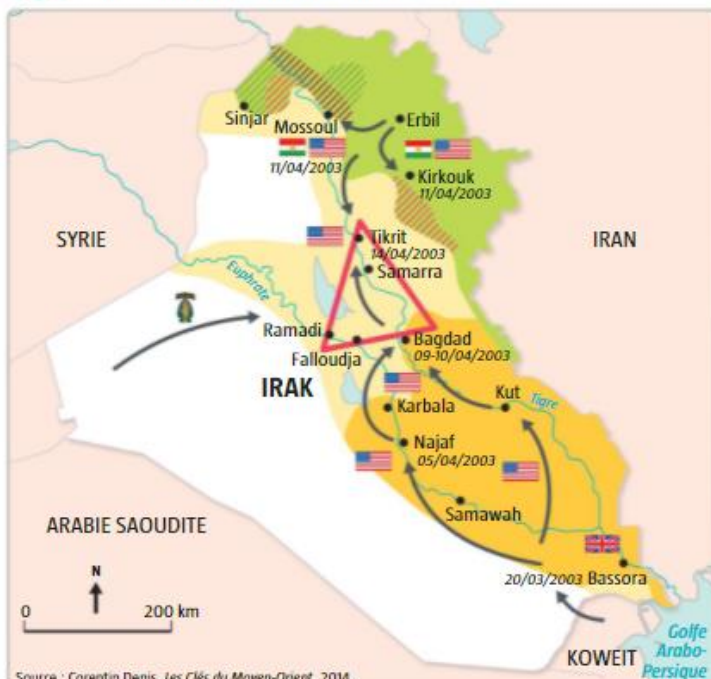 Sinjar
Mossoul
Erbil
11/04/2003
Kirkouk
11/04/2003
SYRIE
IRAN
Tikrit
14/04/2003
Samarra
Euphrate
Ramadi
Falloudja
Bagdad
09-10/04/2003
IRAK
Karbala
Kut
Tigre
Najaf
05/04/2003
Samawah
ARABIE SAOUDITE
N
0 200 km
20/03/2003 Bassora
KOWEIT
Golfe
Arabo-
Persique
Source : Corentin Denis, Les Clés du Moyen-Orient, 2014